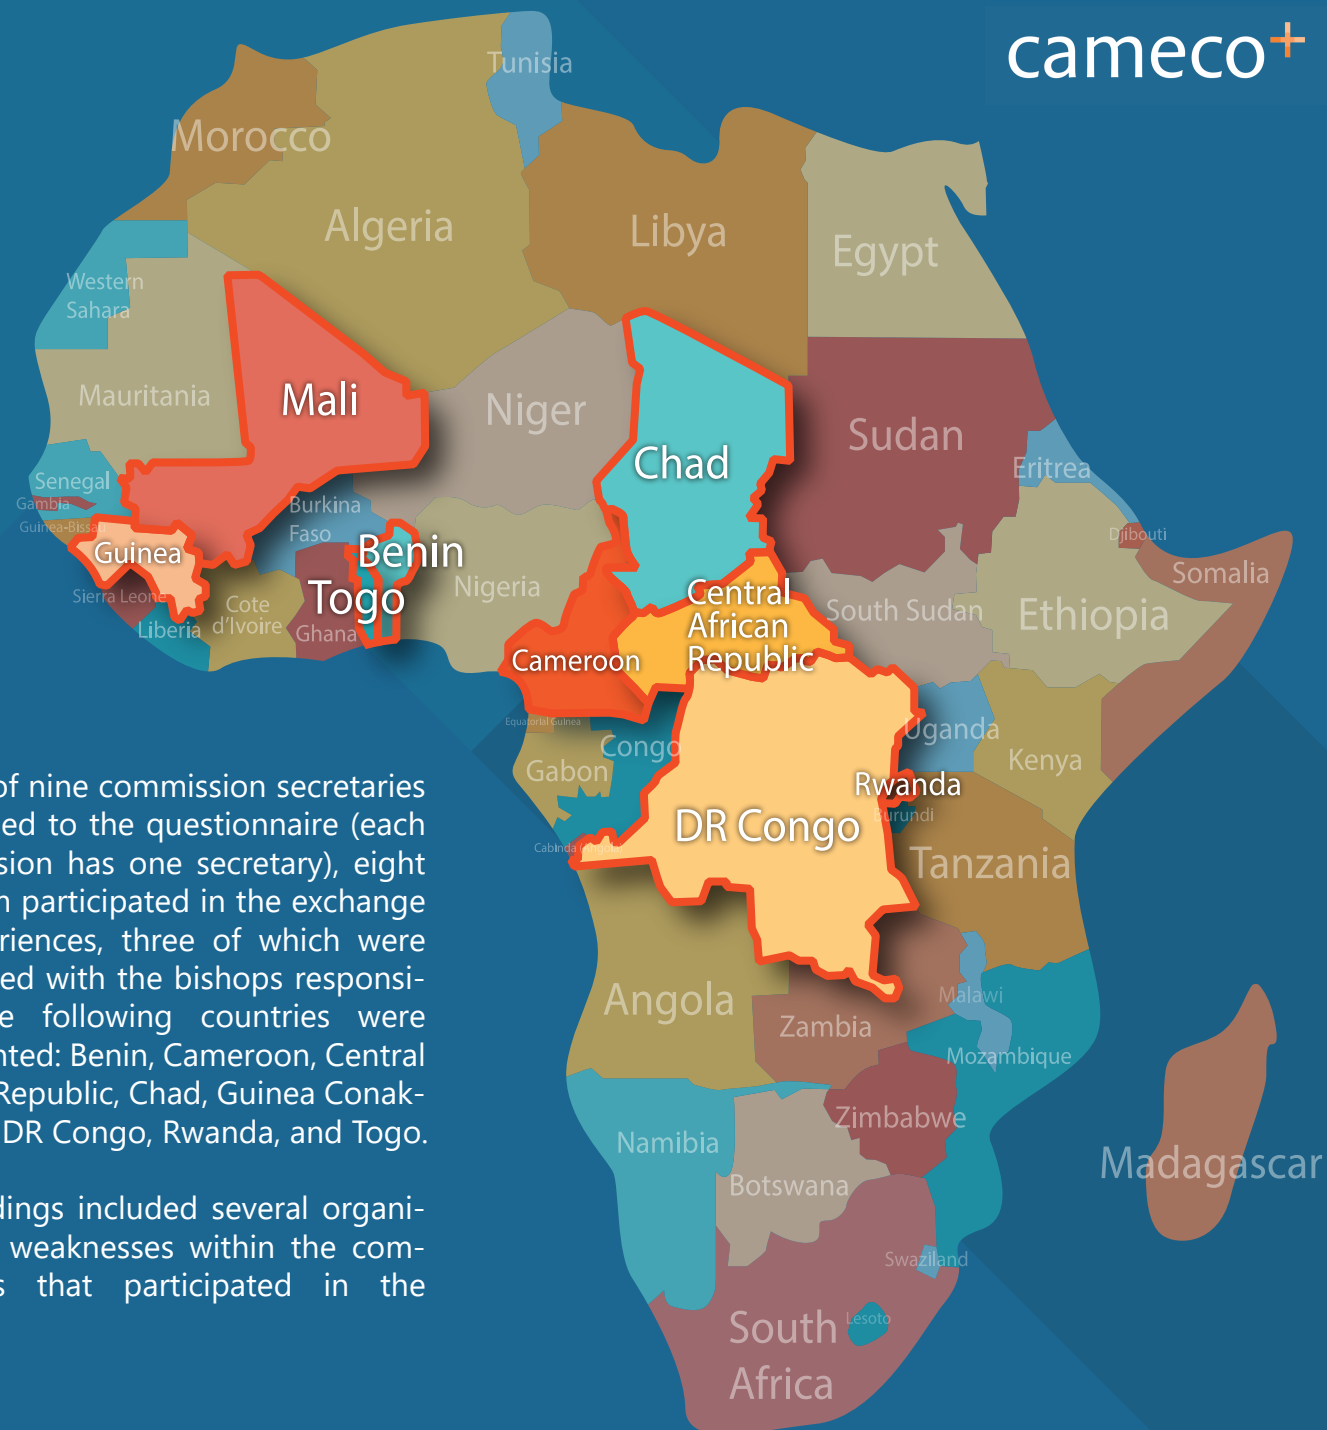 cameco+
Tunisia
Morocco
Algeria
Libya
Egypt
Western
Sahara
Mauritania
Mali
Niger
Chad
Sudan
Eritrea
Senegal
Gambia
Guinea-Bissau
Guinea
Burkina
Faso
Benin
Togo
Nigeria
Djibouti
Somalia
Sierra Leone
Liberia
Cote
d'Ivoire
Ghana
Cameroon
Central
African
Republic
South Sudan
Ethiopia
Equatorial Guinea
Congo
Gabon
Uganda
Kenya
Rwanda
Burundi
DR Congo
Cabinda (Angola)
Tanzania
Angola
Zambia
Malawi
Mozambique
Zimbabwe
Namibia
Botswana
Madagascar
Swaziland
Lesoto
South
Africa
of nine commission secretaries
ed to the questionnaire (each
sion has one secretary), eight
participated in the exchange
riences, three of which were
ed with the bishops responsi-
e following countries were
nted: Benin, Cameroon, Central
Republic, Chad, Guinea Conak-
DR Congo, Rwanda, and Togo.
dings included several organi-
weaknesses within the com-
s that participated in the